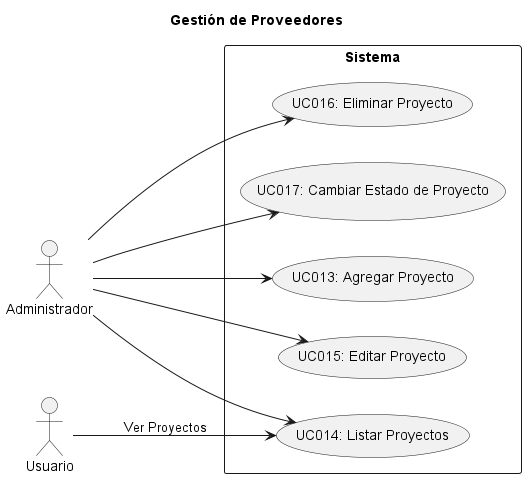 Gestión de Proveedores
Sistema
UC016: Eliminar Proyecto
UC017: Cambiar Estado de Proyecto
UC013: Agregar Proyecto
Administrador
UC015: Editar Proyecto
Ver Proyectos
UC014: Listar Proyectos
Usuario